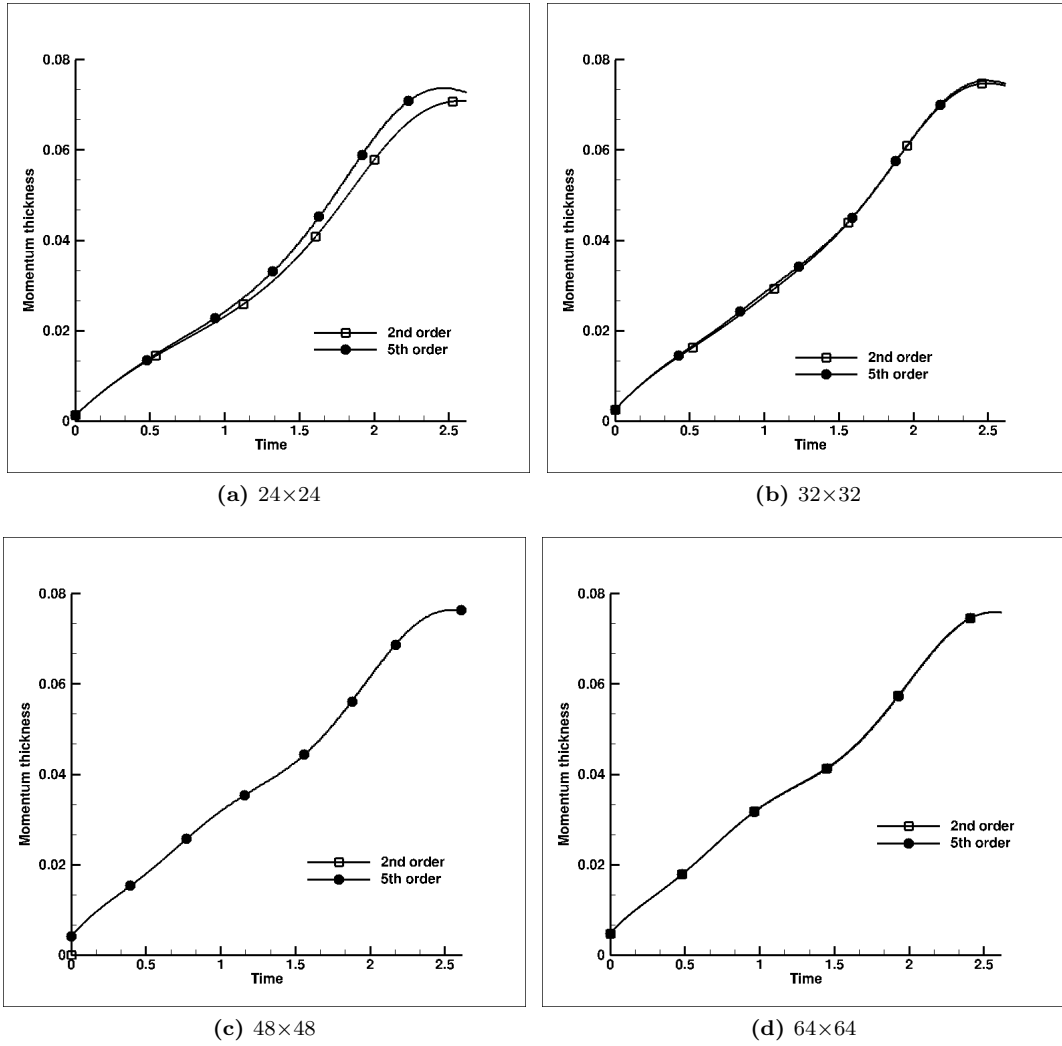 0.08
0.06
0.04
0.02
0
Momentum thickness
2nd order
5th order
0 0.5 1 1.5 2 2.5
Time
(a) 24×24
0.08
0.06
0.04
0.02
0
Momentum thickness
2nd order
5th order
0 0.5 1 1.5 2 2.5
Time
(b) 32×32
0.08
0.06
0.04
0.02
0
Momentum thickness
2nd order
5th order
0 0.5 1 1.5 2 2.5
Time
(c) 48×48
0.08
0.06
0.04
0.02
0
Momentum thickness
2nd order
5th order
0 0.5 1 1.5 2 2.5
Time
(d) 64×64